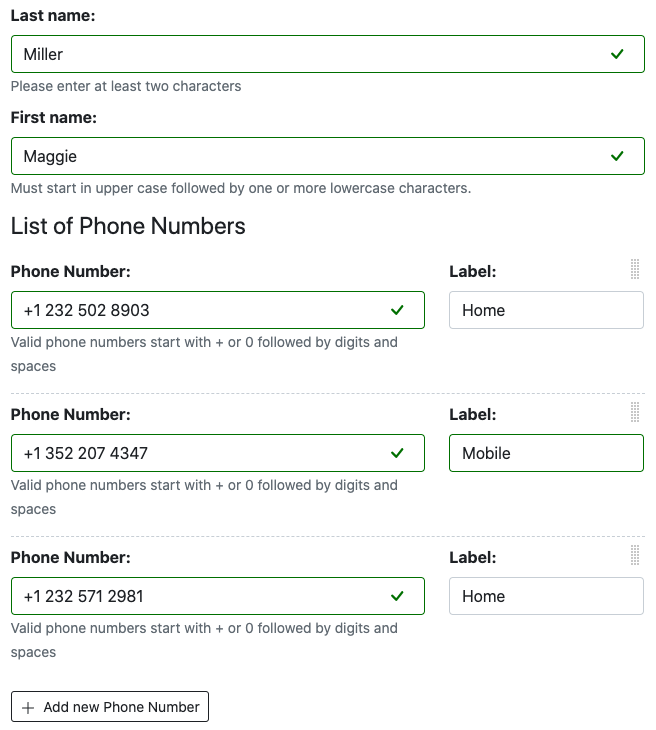 Last name:
Miller
Please enter at least two characters
First name:
Maggie
Must start in upper case followed by one or more lowercase characters.
List of Phone Numbers
Phone Number:
Label:
+1 232 502 8903
Home
Valid phone numbers start with + or 0 followed by digits and
spaces
Phone Number:
Label:
+1 352 207 4347
Mobile
Valid phone numbers start with + or 0 followed by digits and
spaces
Phone Number:
Label:
+1 232 571 2981
Home
Valid phone numbers start with + or 0 followed by digits and
spaces
+ Add new Phone Number